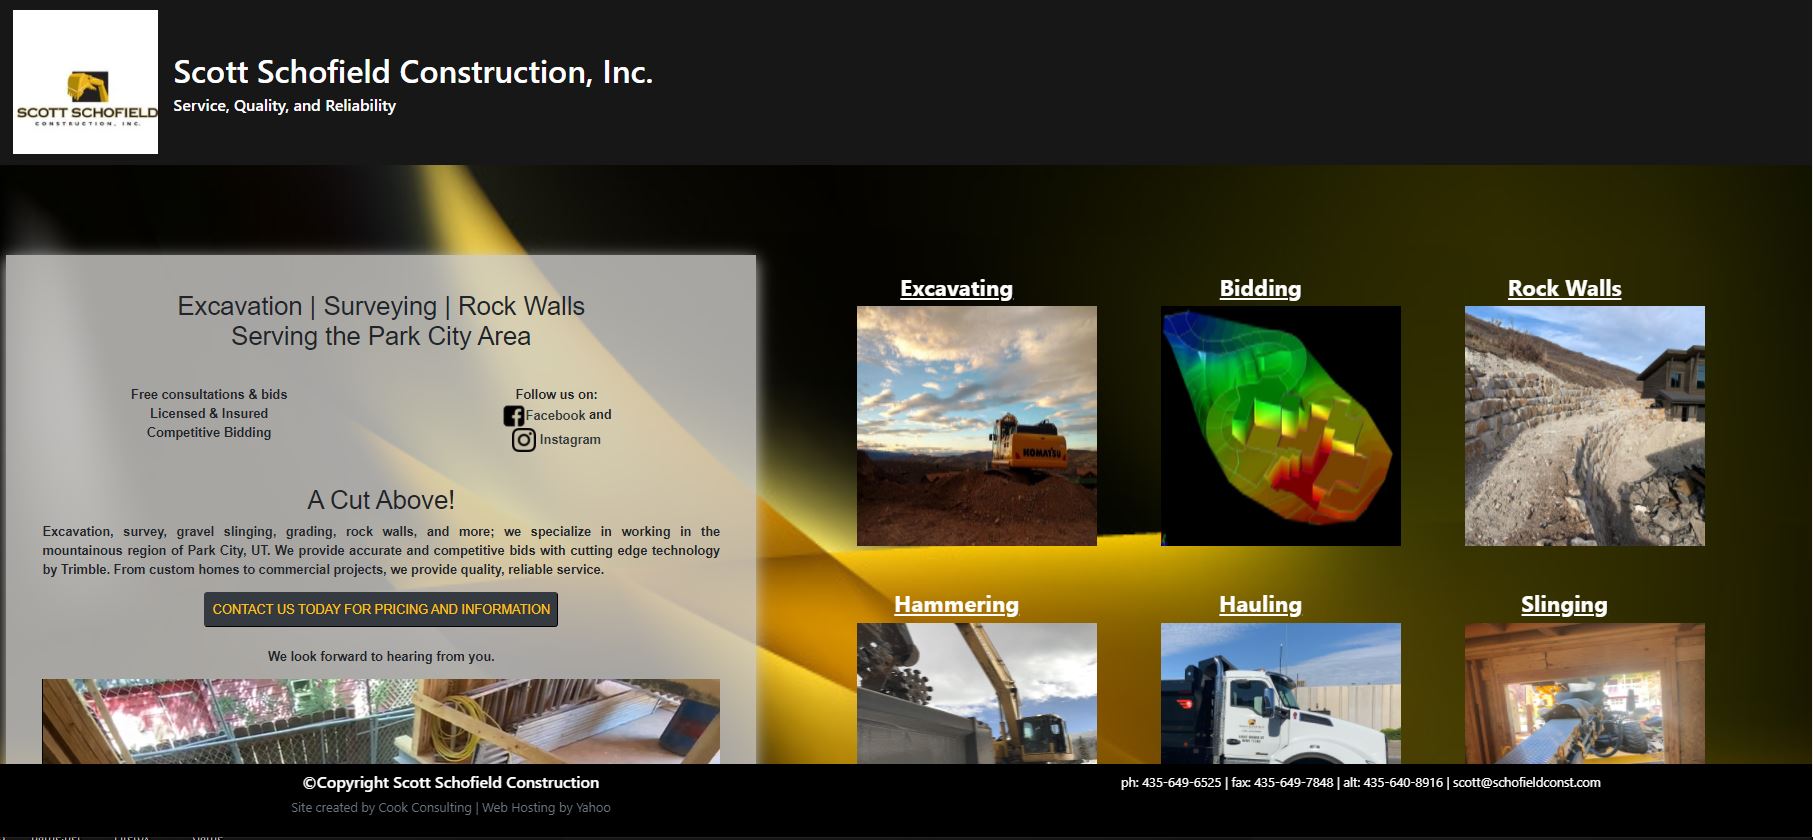 SCOTT SCHOFIELD
CONSTRUCTION, INC.
Scott Schofield Construction, Inc.
Service, Quality, and Reliability
Excavation | Surveying | Rock Walls
Serving the Park City Area
Free consultations & bids
Licensed & Insured
Competitive Bidding
Follow us on:
Facebook and
Instagram
A Cut Above!
Excavation, survey, gravel slinging, grading, rock walls, and more; we specialize in working in the
mountainous region of Park City, UT. We provide accurate and competitive bids with cutting edge technology
by Trimble. From custom homes to commercial projects, we provide quality, reliable service.
CONTACT US TODAY FOR PRICING AND INFORMATION
We look forward to hearing from you.
Excavating
Bidding
Rock Walls
KOMATSU
Hammering
Hauling
Slinging
©Copyright Scott Schofield Construction
Site created by Cook Consulting | Web Hosting by Yahoo
ph: 435-649-6525 | fax: 435-649-7848 | alt: 435-640-8916 | scott@schofieldconst.com